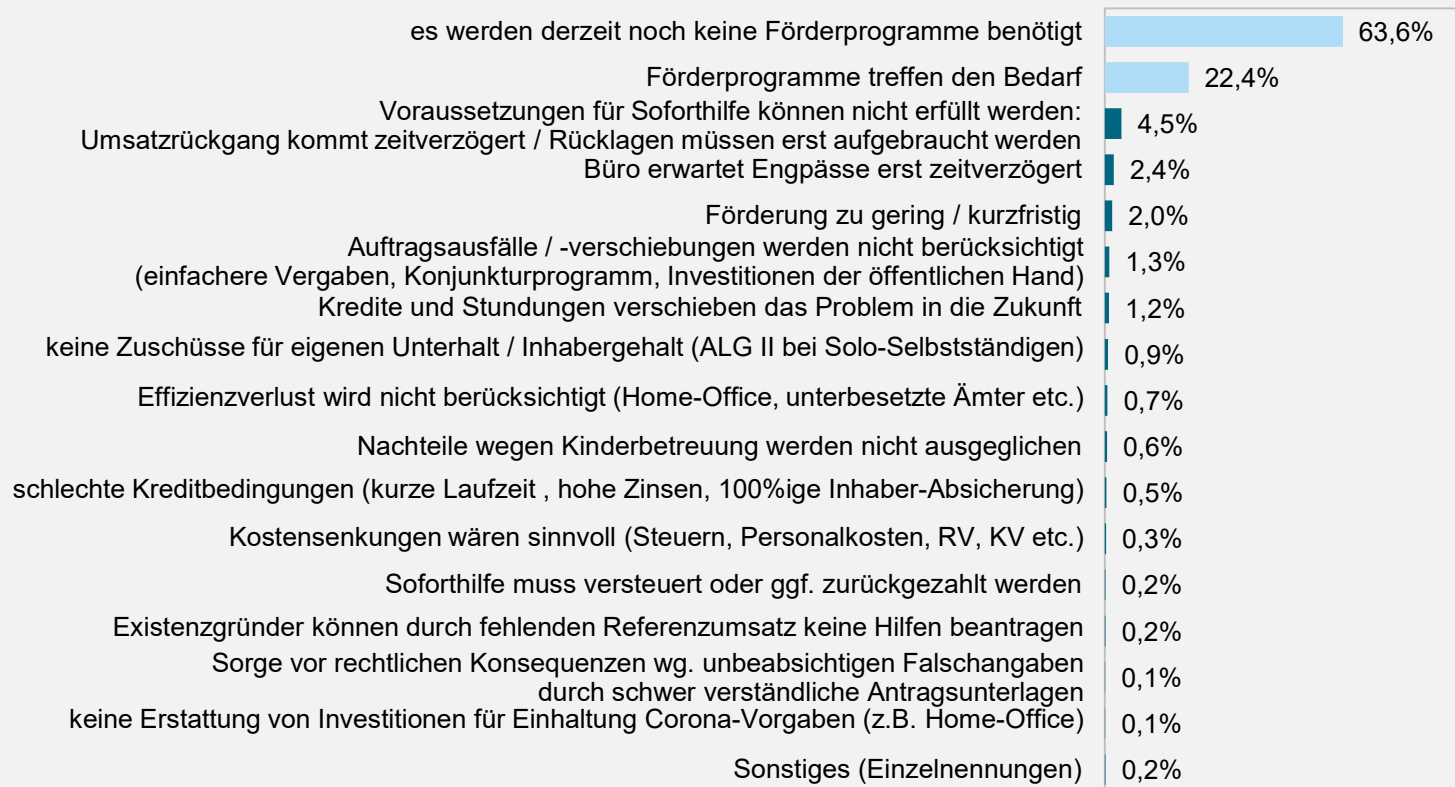 es werden derzeit noch keine Förderprogramme benötigt 63,6%
Förderprogramme treffen den Bedarf 22,4%
Voraussetzungen für Soforthilfe können nicht erfüllt werden:
Umsatzrückgang kommt zeitverzögert / Rücklagen müssen erst aufgebraucht werden 4,5%
Büro erwartet Engpässe erst zeitverzögert 2,4%
Förderung zu gering / kurzfristig 2,0%
Auftragsausfälle / -verschiebungen werden nicht berücksichtigt
(einfachere Vergaben, Konjunkturprogramm, Investitionen der öffentlichen Hand) 1,3%
Kredite und Stundungen verschieben das Problem in die Zukunft 1,2%
keine Zuschüsse für eigenen Unterhalt / Inhabergehalt (ALG II bei Solo-Selbstständigen) 0,9%
Effizienzverlust wird nicht berücksichtigt (Home-Office, unterbesetzte Ämter etc.) 0,7%
Nachteile wegen Kinderbetreuung werden nicht ausgeglichen 0,6%
schlechte Kreditbedingungen (kurze Laufzeit , hohe Zinsen, 100%ige Inhaber-Absicherung) 0,5%
Kostensenkungen wären sinnvoll (Steuern, Personalkosten, RV, KV etc.) 0,3%
Soforthilfe muss versteuert oder ggf. zurückgezahlt werden 0,2%
Existenzgründer können durch fehlenden Referenzumsatz keine Hilfen beantragen 0,2%
Sorge vor rechtlichen Konsequenzen wg. unbeabsichtigen Falschangaben
durch schwer verständliche Antragsunterlagen 0,1%
keine Erstattung von Investitionen für Einhaltung Corona-Vorgaben (z.B. Home-Office) 0,1%
Sonstiges (Einzelnennungen) 0,2%